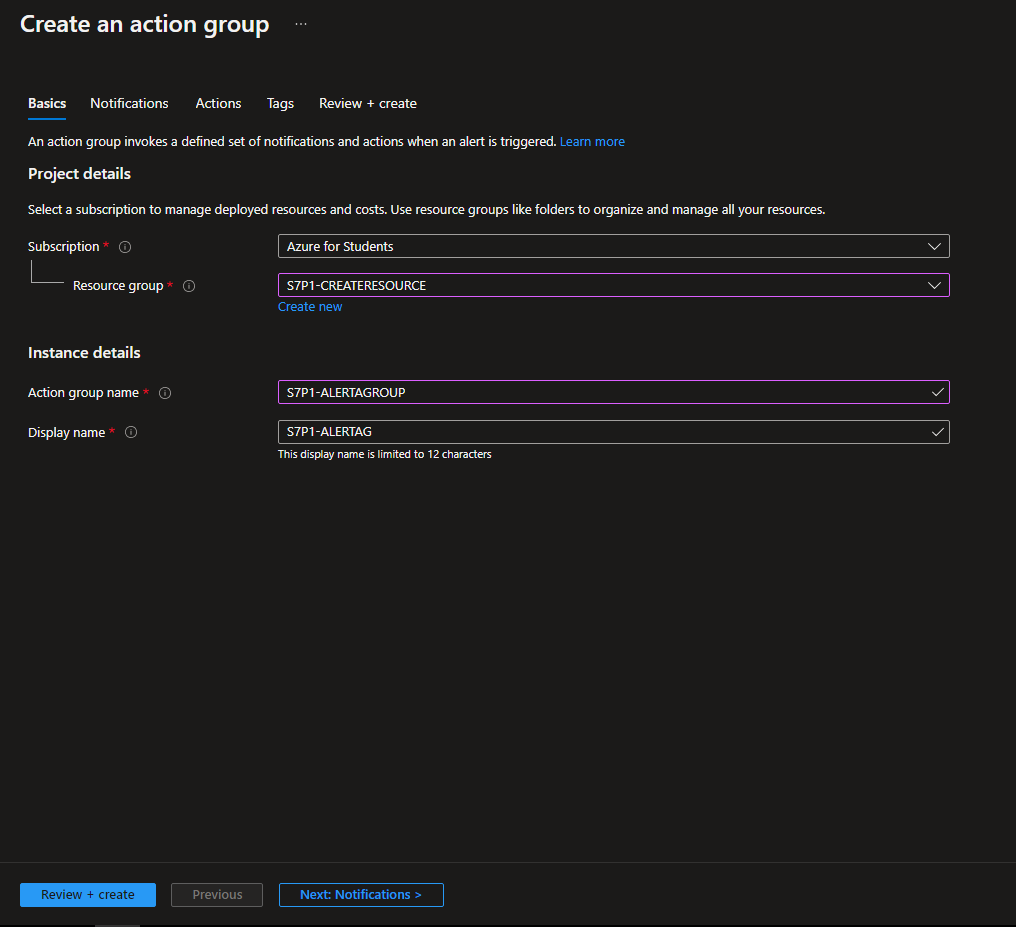 Create an action group ...
Basics Notifications Actions Tags Review + create
An action group invokes a defined set of notifications and actions when an alert is triggered. Learn more
Project details
Select a subscription to manage deployed resources and costs. Use resource groups like folders to organize and manage all your resources.
Subscription * Azure for Students
Resource group * S7P1-CREATERESOURCE
Create new
Instance details
Action group name * S7P1-ALERTAGROUP
Display name * S7P1-ALERTAG
This display name is limited to 12 characters
Review + create Previous Next: Notifications >